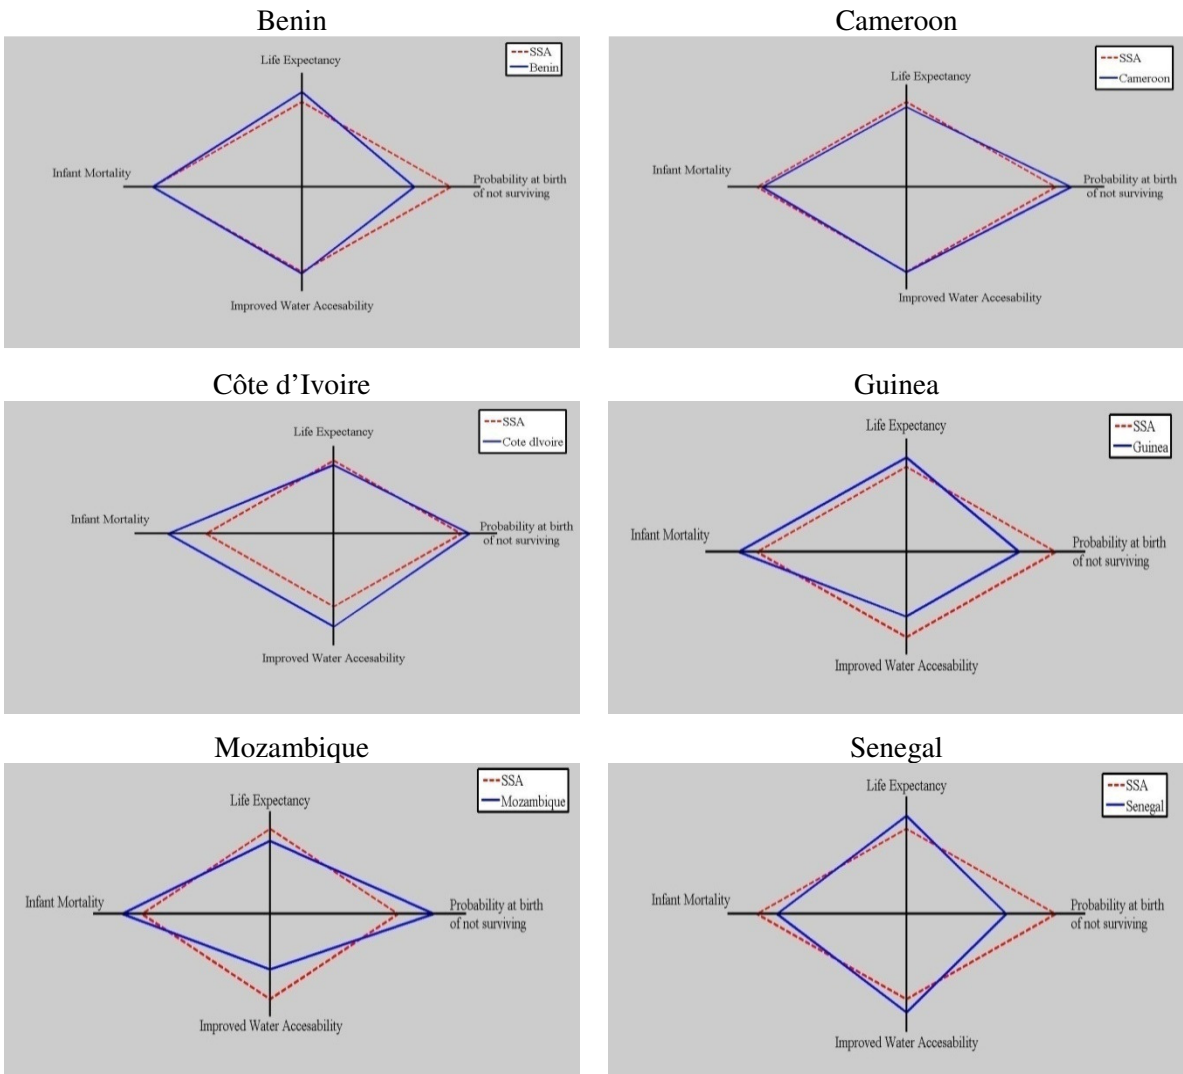 Benin
Life Expectancy
SSA
Benin
Infant Mortality
Probability at birth
of not surviving
Improved Water Accesability
Cameroon
Life Expectancy
SSA
Cameroon
Infant Mortality
Probability at birth
of not surviving
Improved Water Accesability
Côte d’Ivoire
Life Expectancy
SSA
Cote dIvoire
Infant Mortality
Probability at birth
of not surviving
Improved Water Accesability
Guinea
Life Expectancy
SSA
Guinea
Infant Mortality
Probability at birth
of not surviving
Improved Water Accesability
Mozambique
Life Expectancy
SSA
Mozambique
Infant Mortality
Probability at birth
of not surviving
Improved Water Accesability
Senegal
Life Expectancy
SSA
Senegal
Infant Mortality
Probability at birth
of not surviving
Improved Water Accesability